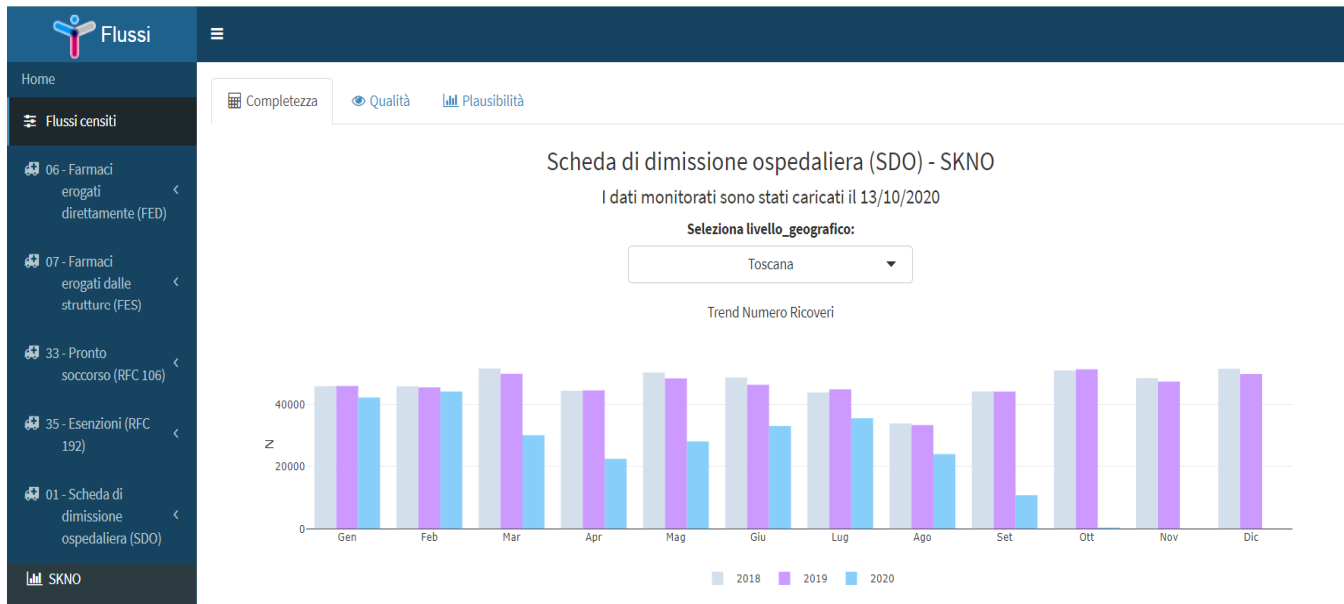 Flussi
Home
Flussi censiti
06 - Farmaci
erogati
direttamente (FED)
07 - Farmaci
erogati dalle
strutture (FES)
33 - Pronto
soccorso (RFC 106)
35 - Esenzioni (RFC
192)
01 - Scheda di
dimissione
ospedaliera (SDO)
SKNO
Completezza Qualità Plausibilità
Scheda di dimissione ospedaliera (SDO) - SKNO
I dati monitorati sono stati caricati il 13/10/2020
Seleziona livello_geografico:
Toscana
Trend Numero Ricoveri
N
40000
20000
0
Gen Feb Mar Apr Mag Giu Lug Ago Set Ott Nov Dic
2018 2019 2020